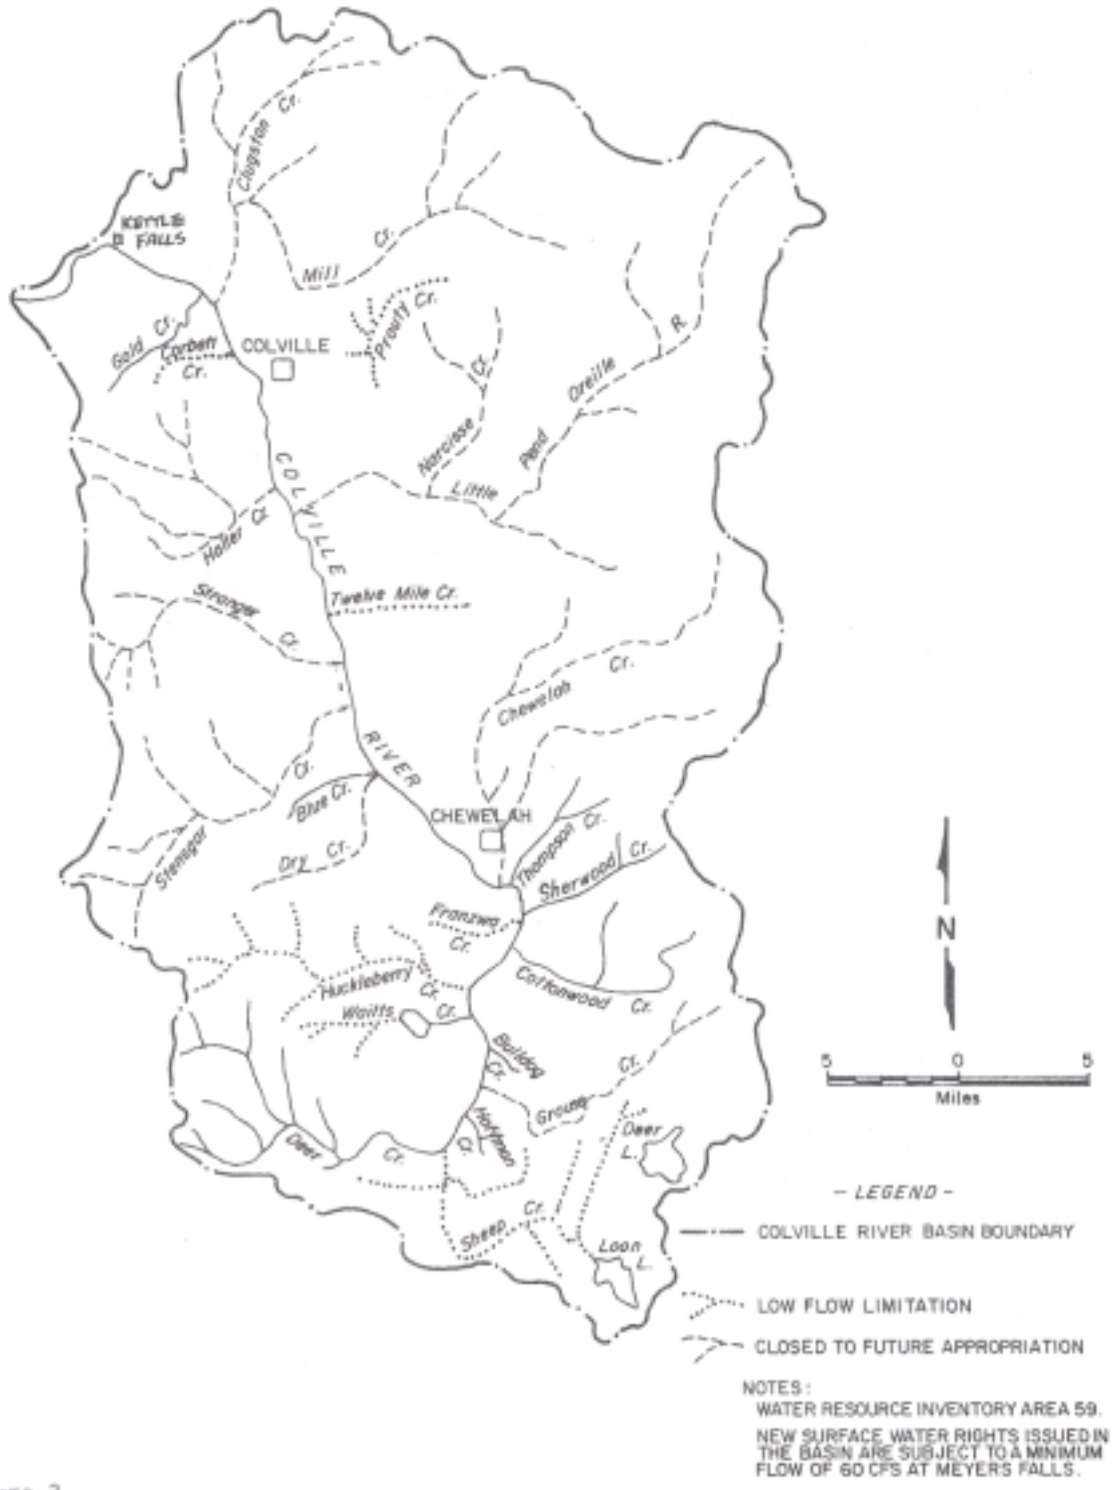 Clugston Cr.
KETTLE
FALLS
Mill Cr.
Prouty Cr.
Gold Cr.
Corbett
Cr.
COLVILLE
Narcisse Cr.
Little Pend Oreille R.
COLVILLE RIVER
Haller Cr.
Twelve Mile Cr.
Stranger Cr.
Chewelah Cr.
Blue Cr.
CHEWELAH
Dry Cr.
Stensgar Cr.
Thompson Cr.
Sherwood Cr.
Franzwa
Cr.
Huckleberry
Cr.
Waitts Cr.
Cottonwood Cr.
Bulldog
Cr.
Grouse Cr.
Hoffman
Cr.
Deer Cr.
Deer
L.
Sheep Cr.
Loon
L.
N
5 0 5
Miles
- LEGEND -
COLVILLE RIVER BASIN BOUNDARY
LOW FLOW LIMITATION
CLOSED TO FUTURE APPROPRIATION
NOTES:
WATER RESOURCE INVENTORY AREA 59.
NEW SURFACE WATER RIGHTS ISSUED IN
THE BASIN ARE SUBJECT TO A MINIMUM
FLOW OF 60 CFS AT MEYERS FALLS.